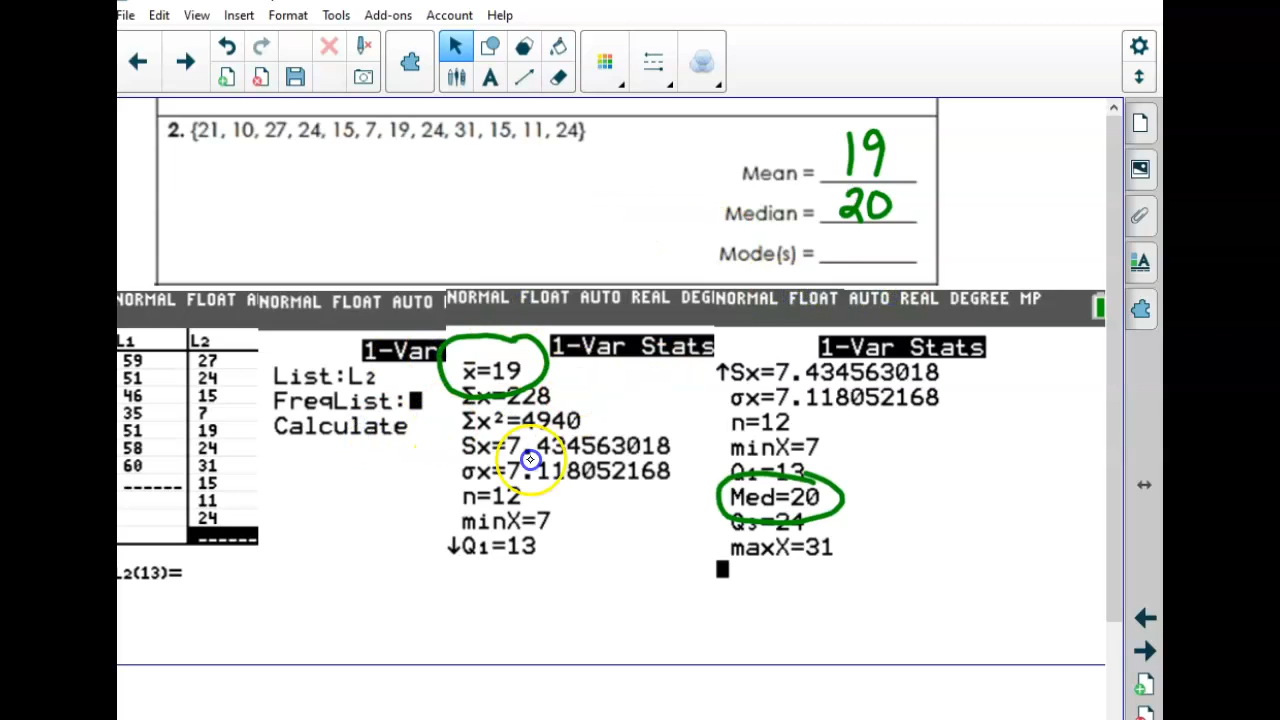 File Edit View Insert Format Tools Add-ons Account Help
2. {21, 10, 27, 24, 15, 7, 19, 24, 31, 15, 11, 24}
Mean = 19
Median = 20
Mode(s) = ______
NORMAL FLOAT A
L1 L2
59 27
51 24
46 15
35 7
51 19
58 24
60 31
------ 15
11
24
------
L2(13)=
NORMAL FLOAT AUTO
1-Var
List:L2
FreqList:
Calculate
NORMAL FLOAT AUTO REAL DEG
1-Var Stats
x̄=19
Σx=228
Σx²=4940
Sx=7.434563018
σx=7.118052168
n=12
minX=7
↓Q1=13
NORMAL FLOAT AUTO REAL DEGREE MP
1-Var Stats
↑Sx=7.434563018
σx=7.118052168
n=12
minX=7
Q1=13
Med=20
Q3=24
maxX=31